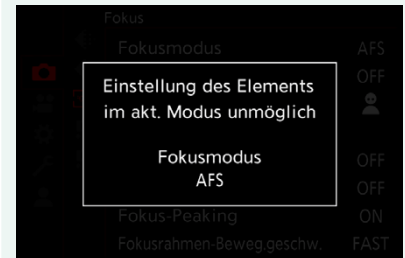 Fokus
Fokusmodus AFS
OFF
Einstellung des Elements
im akt. Modus unmöglich
Fokusmodus
AFS
OFF
OFF
Fokus-Peaking ON
Fokusrahmen-Beweg.geschw. FAST